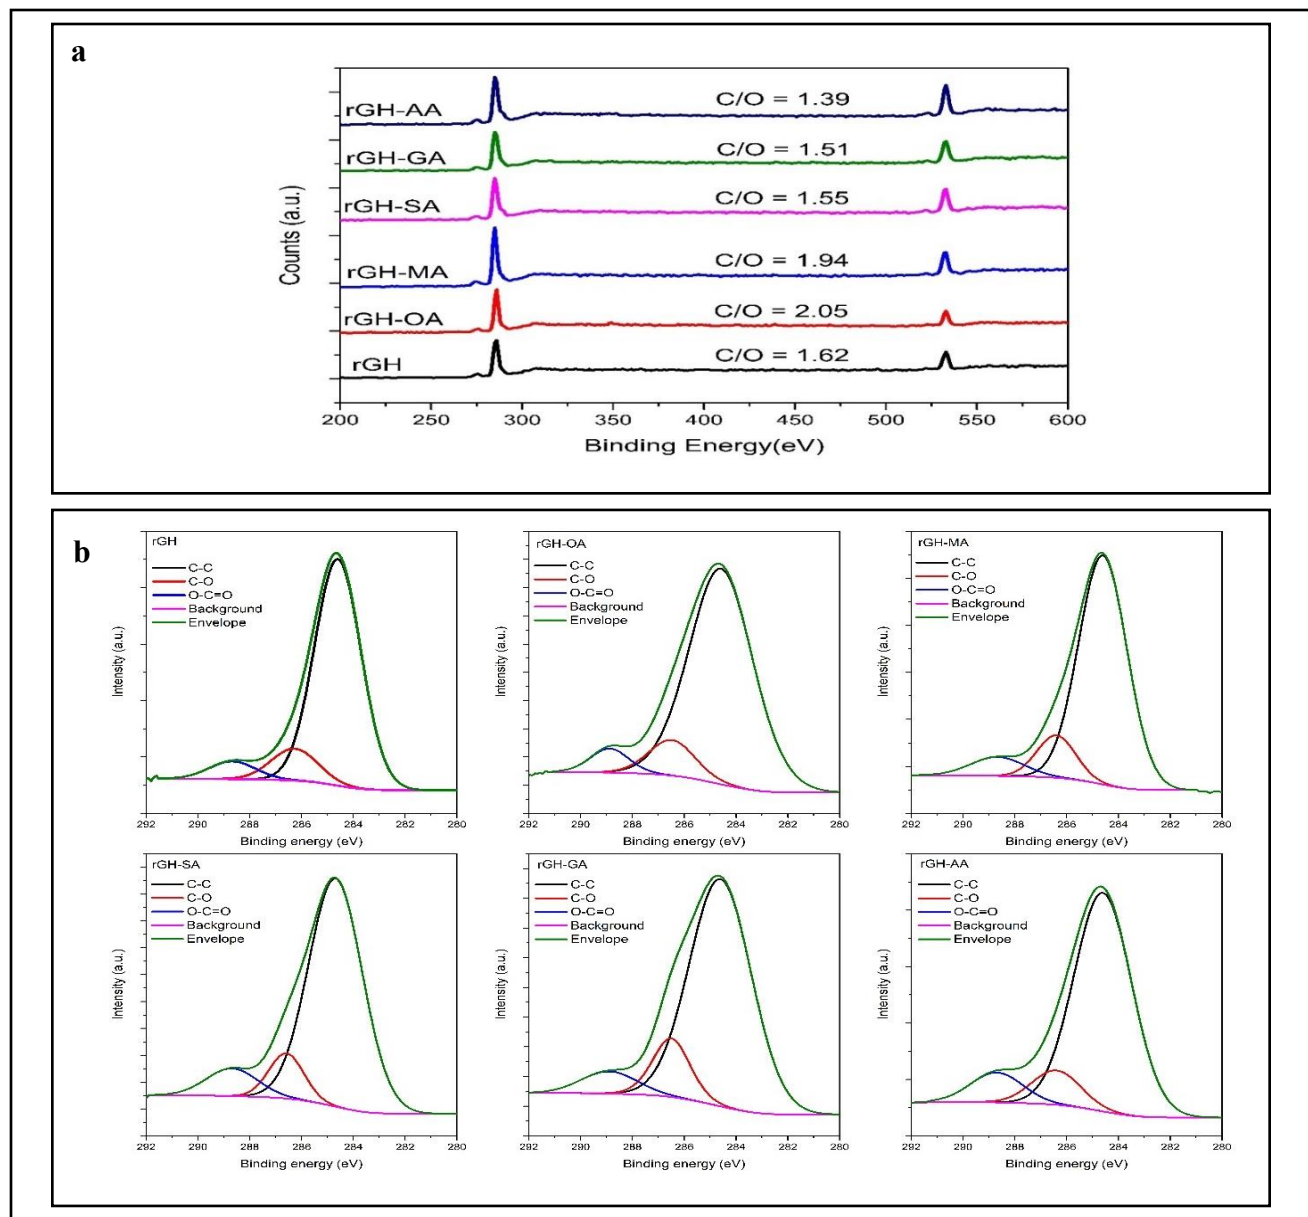 a
rGH-AA
C/O = 1.39
rGH-GA
C/O = 1.51
rGH-SA
C/O = 1.55
rGH-MA
C/O = 1.94
rGH-OA
C/O = 2.05
rGH
C/O = 1.62
Counts (a.u.)
200 250 300 350 400 450 500 550 600
Binding Energy(eV)
b
rGH
C-C
C-O
O-C=O
Background
Envelope
Intensity (a.u.)
292 290 288 286 284 282 280
Binding energy (eV)
rGH-OA
C-C
C-O
O-C=O
Background
Envelope
Intensity (a.u.)
292 290 288 286 284 282 280
Binding energy (eV)
rGH-MA
C-C
C-O
O-C=O
Background
Envelope
Intensity (a.u.)
292 290 288 286 284 282 280
Binding energy (eV)
rGH-SA
C-C
C-O
O-C=O
Background
Envelope
Intensity (a.u.)
292 290 288 286 284 282 280
Binding energy (eV)
rGH-GA
C-C
C-O
O-C=O
Background
Envelope
Intensity (a.u.)
292 290 288 286 284 282 280
Binding energy (eV)
rGH-AA
C-C
C-O
O-C=O
Background
Envelope
Intensity (a.u.)
292 290 288 286 284 282 280
Binding energy (eV)